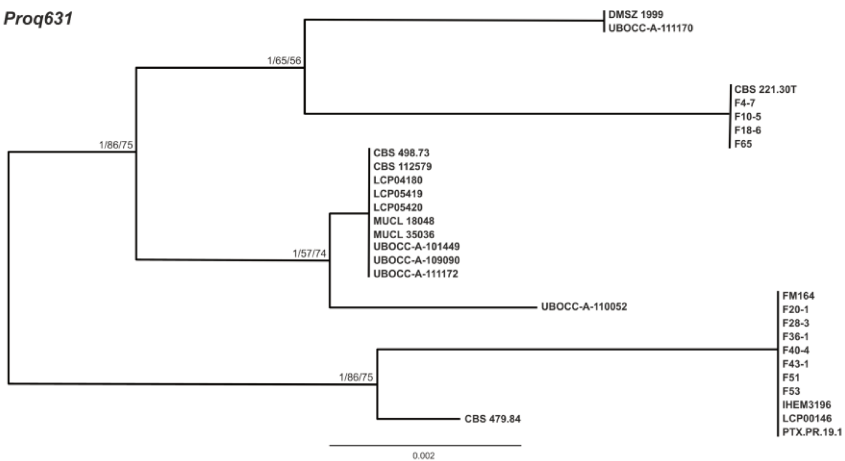 Proq631
DMSZ 1999
UBOCC-A-111170
1/65/56
CBS 221.30T
F4-7
F10-5
F18-6
F65
1/86/75
CBS 498.73
CBS 112579
LCP04180
LCP05419
LCP05420
MUCL 18048
MUCL 35036
UBOCC-A-101449
UBOCC-A-109090
UBOCC-A-111172
1/57/74
UBOCC-A-110052
FM164
F20-1
F28-3
F36-1
F40-4
F43-1
F51
F53
IHEM3196
LCP00146
PTX.PR.19.1
1/86/75
CBS 479.84
0.002